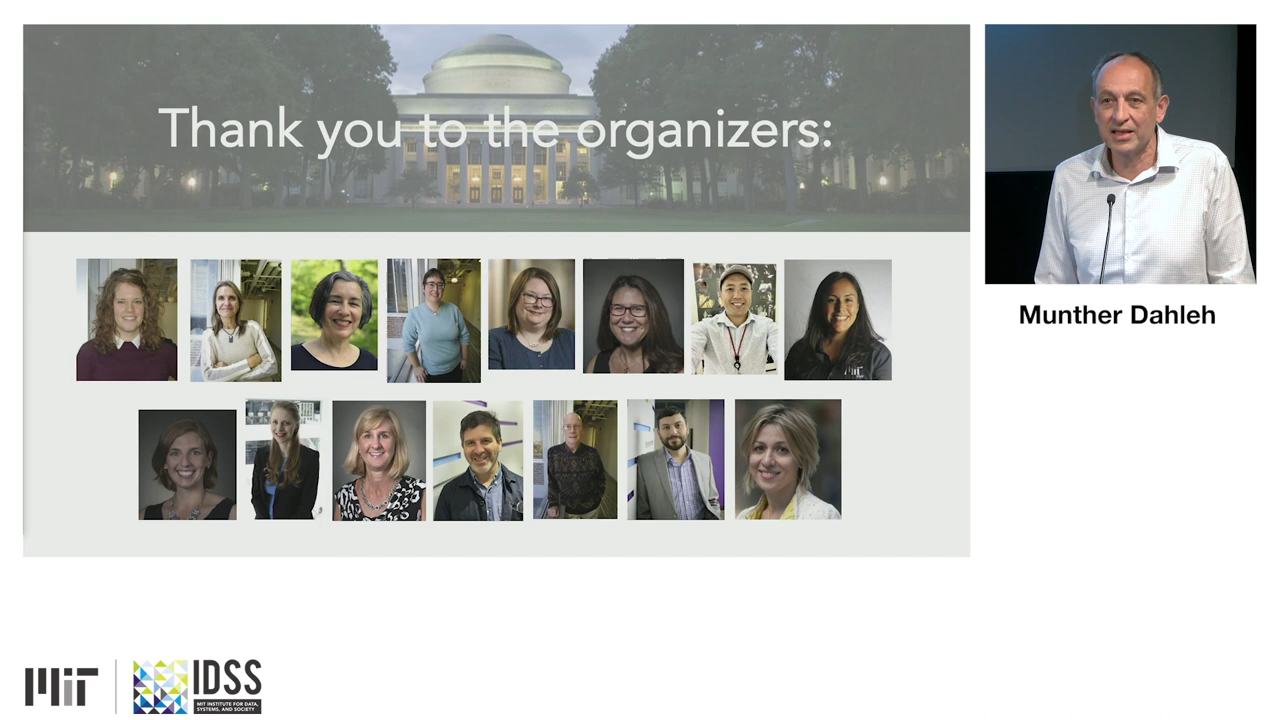 Thank you to the organizers:
Munther Dahleh
MIT
IDSS
MIT INSTITUTE FOR DATA,
SYSTEMS, AND SOCIETY